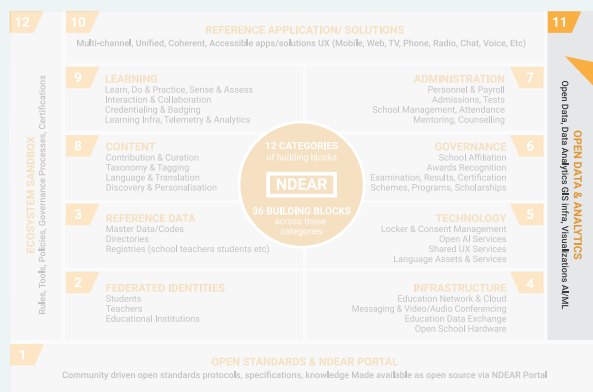 12
10
REFERENCE APPLICATION/ SOLUTIONS
Multi-channel, Unified, Coherent, Accessible apps/solutions UX (Mobile, Web, TV, Phone, Radio, Chat, Voice, Etc)
11
9
LEARNING
Learn, Do & Practice, Sense & Assess
Interaction & Collaboration
Credentialing & Badging
Learning Infra, Telemetry & Analytics
ADMINISTRATION
7
Personnel & Payroll
Admissions, Tests
School Management, Attendance
Mentoring, Counselling
8
CONTENT
Contribution & Curation
Taxonomy & Tagging
Language & Translation
Discovery & Personalisation
12 CATEGORIES
of building blocks
NDEAR
36 BUILDING BLOCKS
across these
categories
GOVERNANCE
6
School Affiliation
Awards Recognition
Examination, Results, Certification
Schemes, Programs, Scholarships
3
REFERENCE DATA
Master Data/Codes
Directories
Registries (school teachers students etc)
TECHNOLOGY
5
Locker & Consent Management
Open AI Services
Shared UX Services
Language Assets & Services
2
FEDERATED IDENTITIES
Students
Teachers
Educational Institutions
INFRASTRUCTURE
4
Education Network & Cloud
Messaging & Video/Audio Conferencing
Education Data Exchange
Open School Hardware
ECOSYSTEM SANDBOX
Rules, Tools, Policies, Governance Processes, Certifications
OPEN DATA & ANALYTICS
Open Data, Data Analytics GIS infra Visualizations AI/ML
1
OPEN STANDARDS & NDEAR PORTAL
Community driven open standards protocols, specifications, knowledge Made available as open source via NDEAR Portal